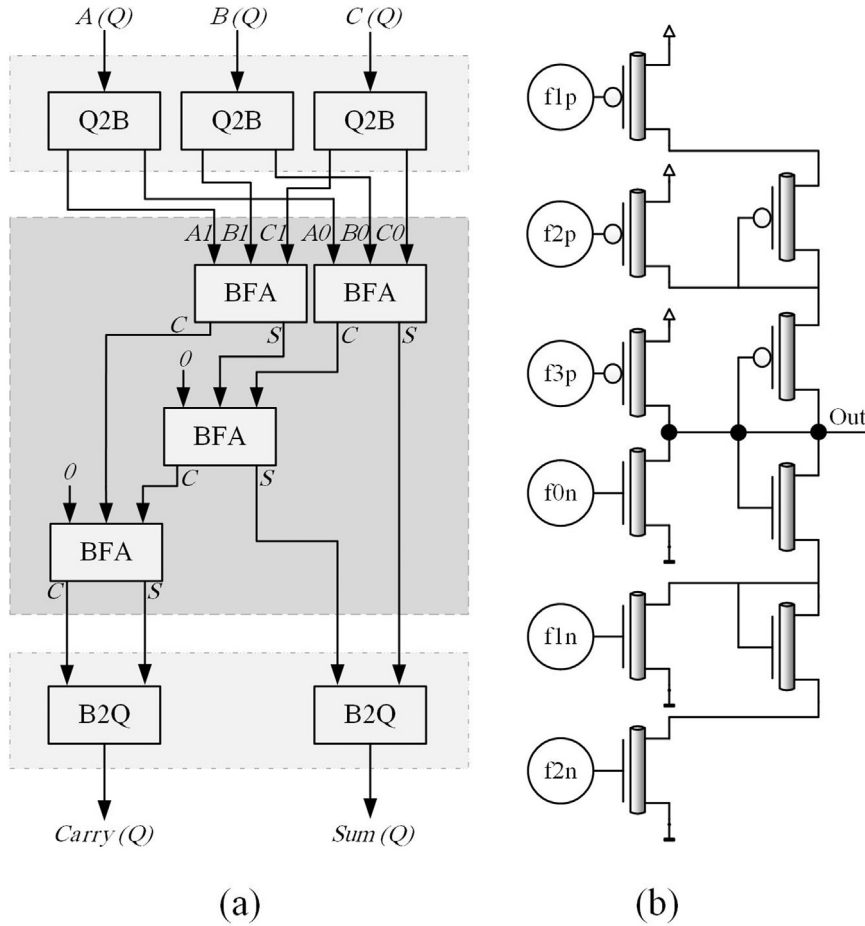 A (Q) B (Q) C (Q)
Q2B Q2B Q2B
A1 B1 C1 A0 B0 C0
BFA BFA
C S C S
0
BFA
C S
0
BFA
C S
B2Q B2Q
Carry (Q) Sum (Q)
(a)
f1p
f2p
f3p
Out
f0n
f1n
f2n
(b)